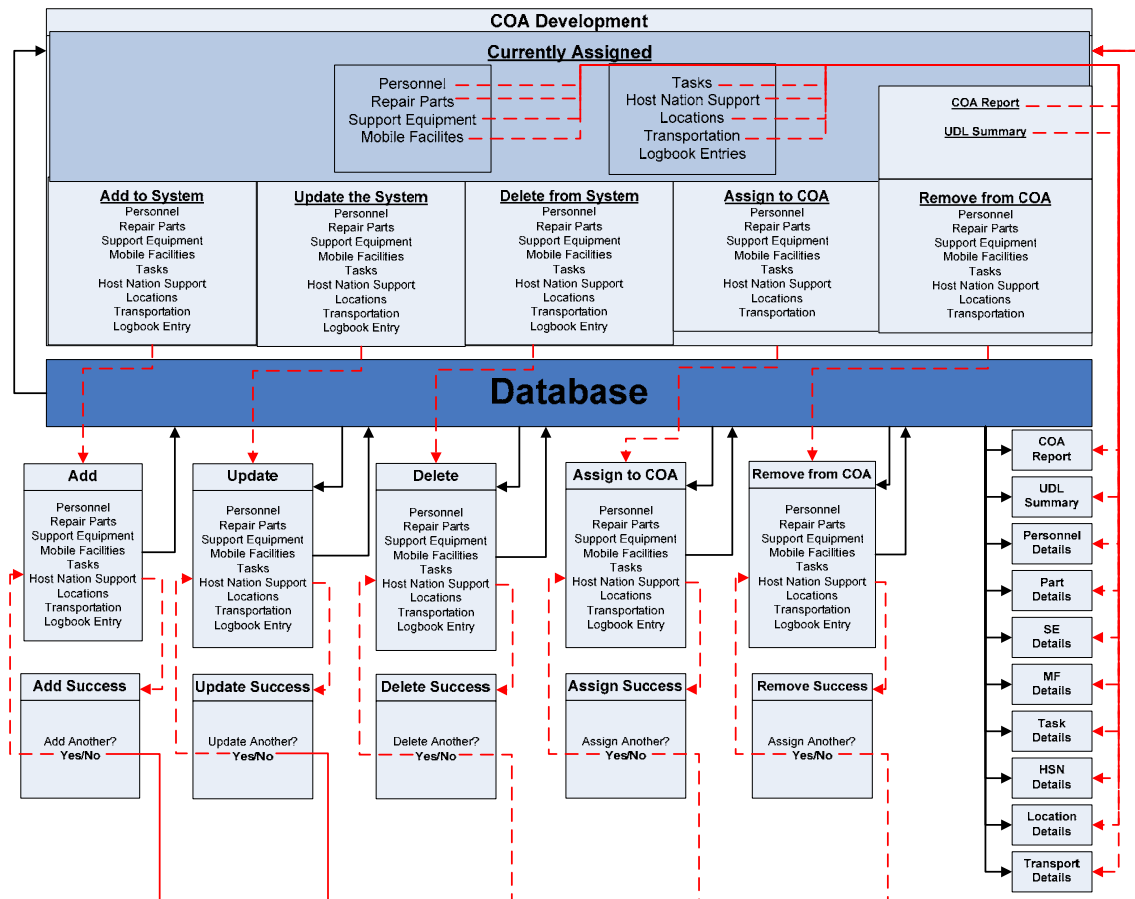 COA Development
Currently Assigned
Personnel
Repair Parts
Support Equipment
Mobile Facilites
Tasks
Host Nation Support
Locations
Transportation
Logbook Entries
COA Report
UDL Summary
Add to System
Personnel
Repair Parts
Support Equipment
Mobile Facilities
Tasks
Host Nation Support
Locations
Transportation
Logbook Entry
Update the System
Personnel
Repair Parts
Support Equipment
Mobile Facilities
Tasks
Host Nation Support
Locations
Transportation
Logbook Entry
Delete from System
Personnel
Repair Parts
Support Equipment
Mobile Facilities
Tasks
Host Nation Support
Locations
Transportation
Logbook Entry
Assign to COA
Personnel
Repair Parts
Support Equipment
Mobile Facilities
Tasks
Host Nation Support
Locations
Transportation
Remove from COA
Personnel
Repair Parts
Support Equipment
Mobile Facilities
Tasks
Host Nation Support
Locations
Transportation
Database
Add
Personnel
Repair Parts
Support Equipment
Mobile Facilities
Tasks
Host Nation Support
Locations
Transportation
Logbook Entry
Update
Personnel
Repair Parts
Support Equipment
Mobile Facilities
Tasks
Host Nation Support
Locations
Transportation
Logbook Entry
Delete
Personnel
Repair Parts
Support Equipment
Mobile Facilities
Tasks
Host Nation Support
Locations
Transportation
Logbook Entry
Assign to COA
Personnel
Repair Parts
Support Equipment
Mobile Facilities
Tasks
Host Nation Support
Locations
Transportation
Logbook Entry
Remove from COA
Personnel
Repair Parts
Support Equipment
Mobile Facilities
Tasks
Host Nation Support
Locations
Transportation
Logbook Entry
Add Success
Add Another?
Yes/No
Update Success
Update Another?
Yes/No
Delete Success
Delete Another?
Yes/No
Assign Success
Assign Another?
Yes/No
Remove Success
Assign Another?
Yes/No
COA
Report
UDL
Summary
Personnel
Details
Part
Details
SE
Details
MF
Details
Task
Details
HSN
Details
Location
Details
Transport
Details